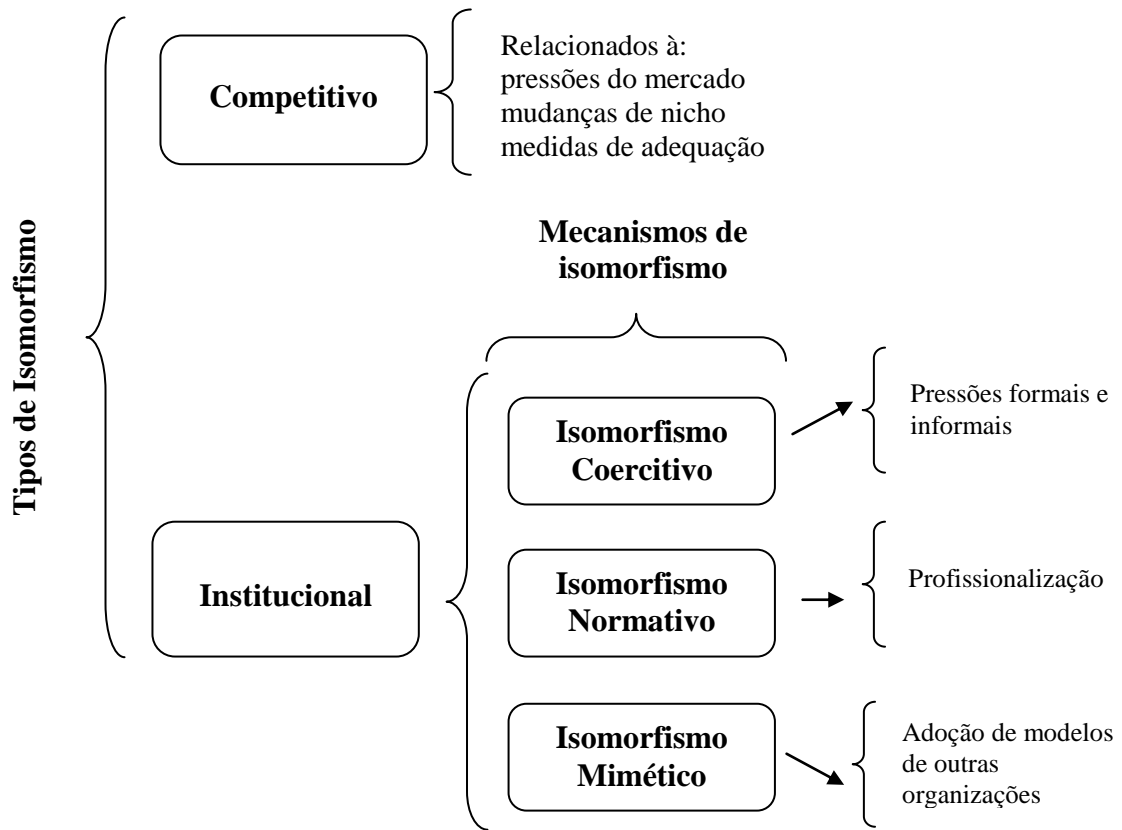 Tipos de Isomorfismo
Competitivo
Relacionados à:
pressões do mercado
mudanças de nicho
medidas de adequação
Institucional
Mecanismos de
isomorfismo
Isomorfismo
Coercitivo
Pressões formais e
informais
Isomorfismo
Normativo
Profissionalização
Isomorfismo
Mimético
Adoção de modelos
de outras
organizações